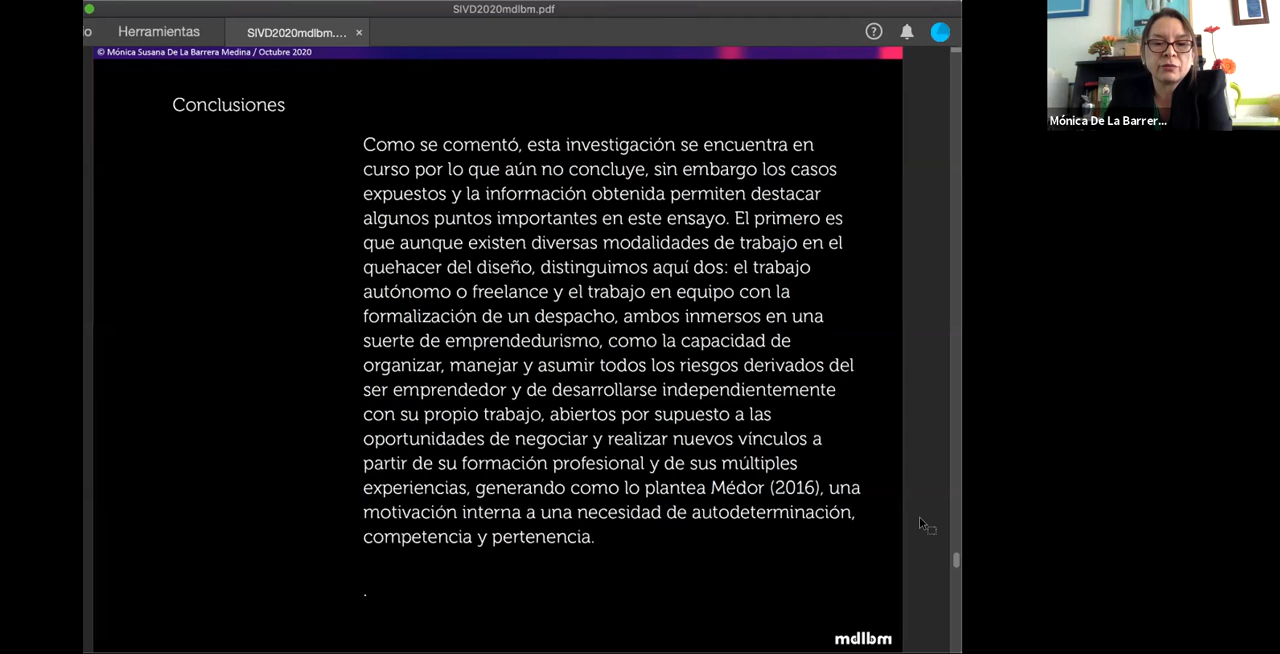 SIVD2020mdlbm.pdf
io
Herramientas
SIVD2020mdlbm....
© Mónica Susana De La Barrera Medina / Octubre 2020
Conclusiones
Como se comentó, esta investigación se encuentra en
curso por lo que aún no concluye, sin embargo los casos
expuestos y la información obtenida permiten destacar
algunos puntos importantes en este ensayo. El primero es
que aunque existen diversas modalidades de trabajo en el
quehacer del diseño, distinguimos aquí dos: el trabajo
autónomo o freelance y el trabajo en equipo con la
formalización de un despacho, ambos inmersos en una
suerte de emprendedurismo, como la capacidad de
organizar, manejar y asumir todos los riesgos derivados del
ser emprendedor y de desarrollarse independientemente
con su propio trabajo, abiertos por supuesto a las
oportunidades de negociar y realizar nuevos vínculos a
partir de su formación profesional y de sus múltiples
experiencias, generando como lo plantea Médor (2016), una
motivación interna a una necesidad de autodeterminación,
competencia y pertenencia.
.
mdlbm
Mónica De La Barrer...